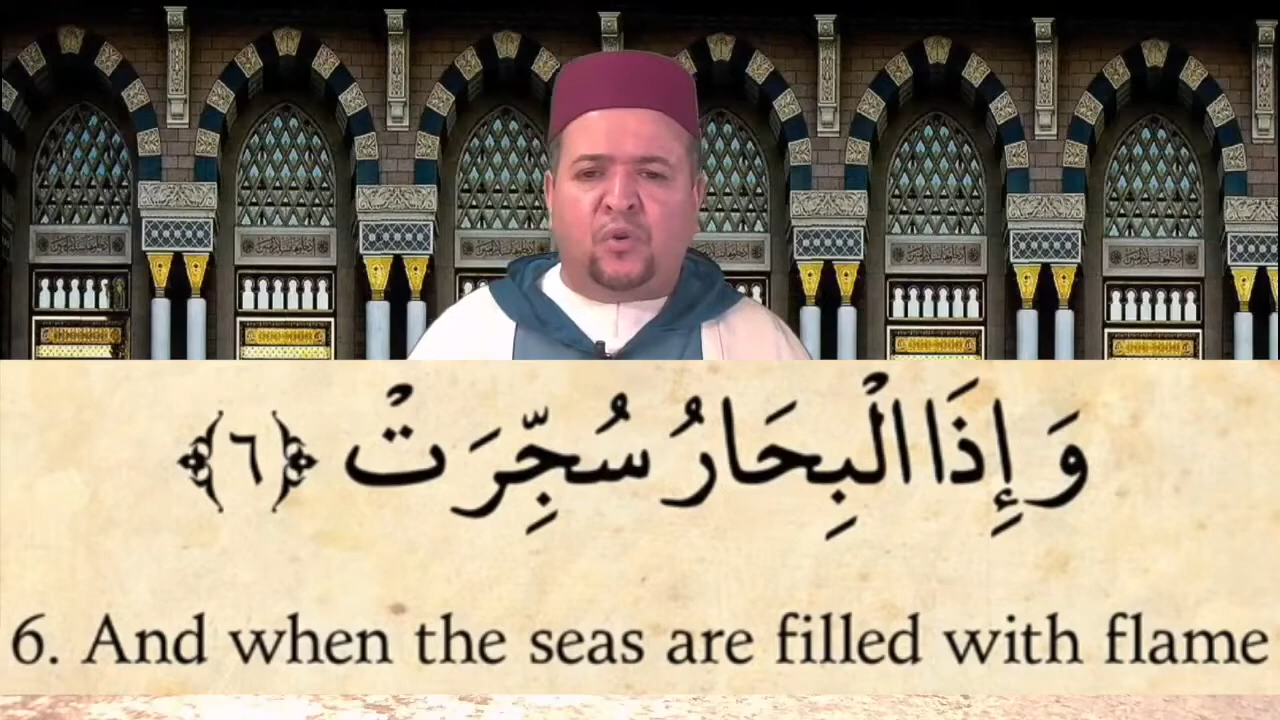 وَإِذَا الْبِحَارُ سُجِّرَتْ ﴿٦﴾
6. And when the seas are filled with flame